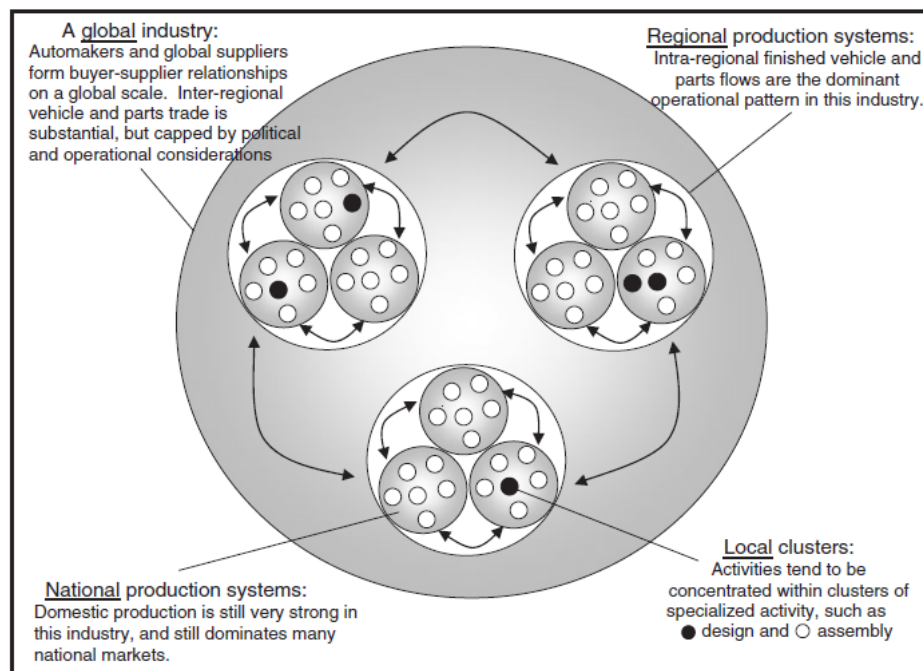 A global industry:
Automakers and global suppliers
form buyer-supplier relationships
on a global scale.  Inter-regional
vehicle and parts trade is
substantial, but capped by political
and operational considerations
Regional production systems:
Intra-regional finished vehicle and
parts flows are the dominant
operational pattern in this industry.
National production systems:
Domestic production is still very strong in
this industry, and still dominates many
national markets.
Local clusters:
Activities tend to be
concentrated within clusters of
specialized activity, such as
● design and ○ assembly